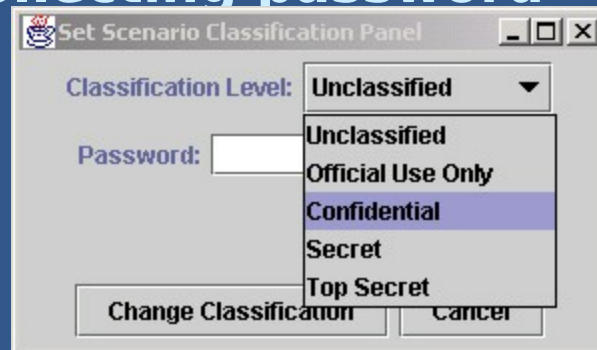 password
Set Scenario Classification Panel
Classification Level: Unclassified
Unclassified
Password:
Official Use Only
Confidential
Secret
Top Secret
Change Classification Cancel